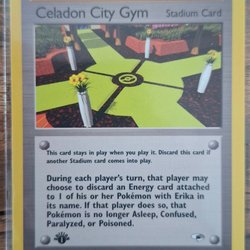 Celadon City Gym Stadium Card
This card stays in play when you play it. Discard this card if
another Stadium card comes into play.
During each player's turn, that player may
choose to discard an Energy card attached
to 1 of his or her Pokémon with Erika in
its name. If that player does so, that
Pokémon is no longer Asleep, Confused,
Paralyzed, or Poisoned.